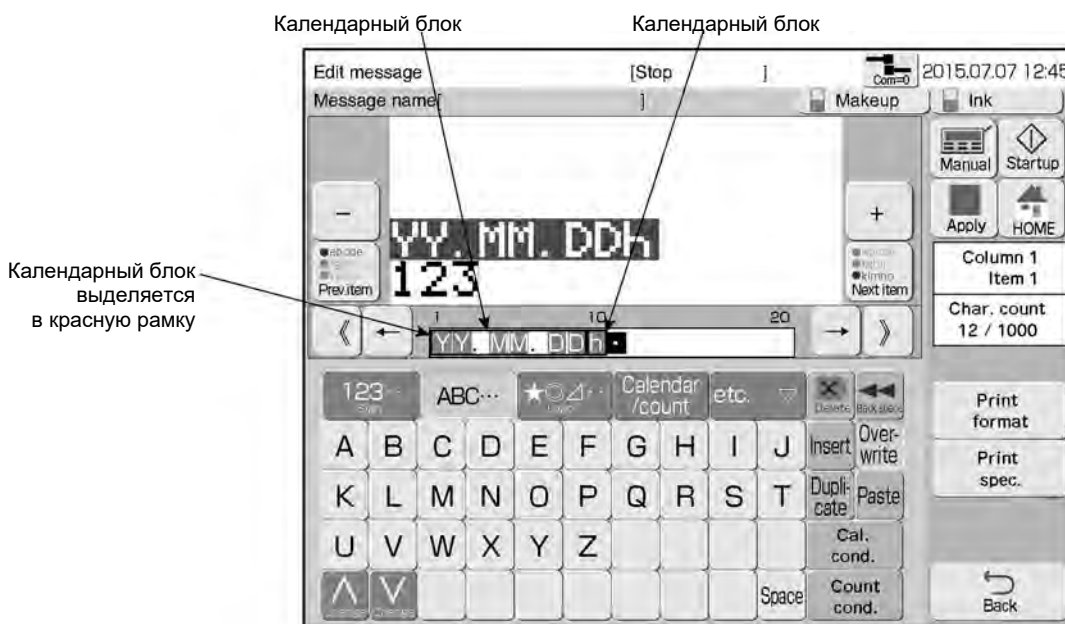 Календарный блок Календарный блок
Edit message [Stop ] Com=0 2015.07.07 12:45
Message name[ ] Makeup Ink
Manual Startup
− +
Apply HOME
YY.MM.DDh
Prev.item 123 Next item
Column 1
Item 1
Календарный блок
выделяется
в красную рамку
Char. count
12 / 1000
1 10 20
《 ← YY.MM.DDh → 》
123 ABC… ★◎⊿ Calendar
/count etc. Delete Back space
A B C D E F G H I J Insert Over-
write
Print
format
K L M N O P Q R S T Dupli-
cate Paste
Print
spec.
U V W X Y Z Cal.
cond.
Space Count
cond.
Back